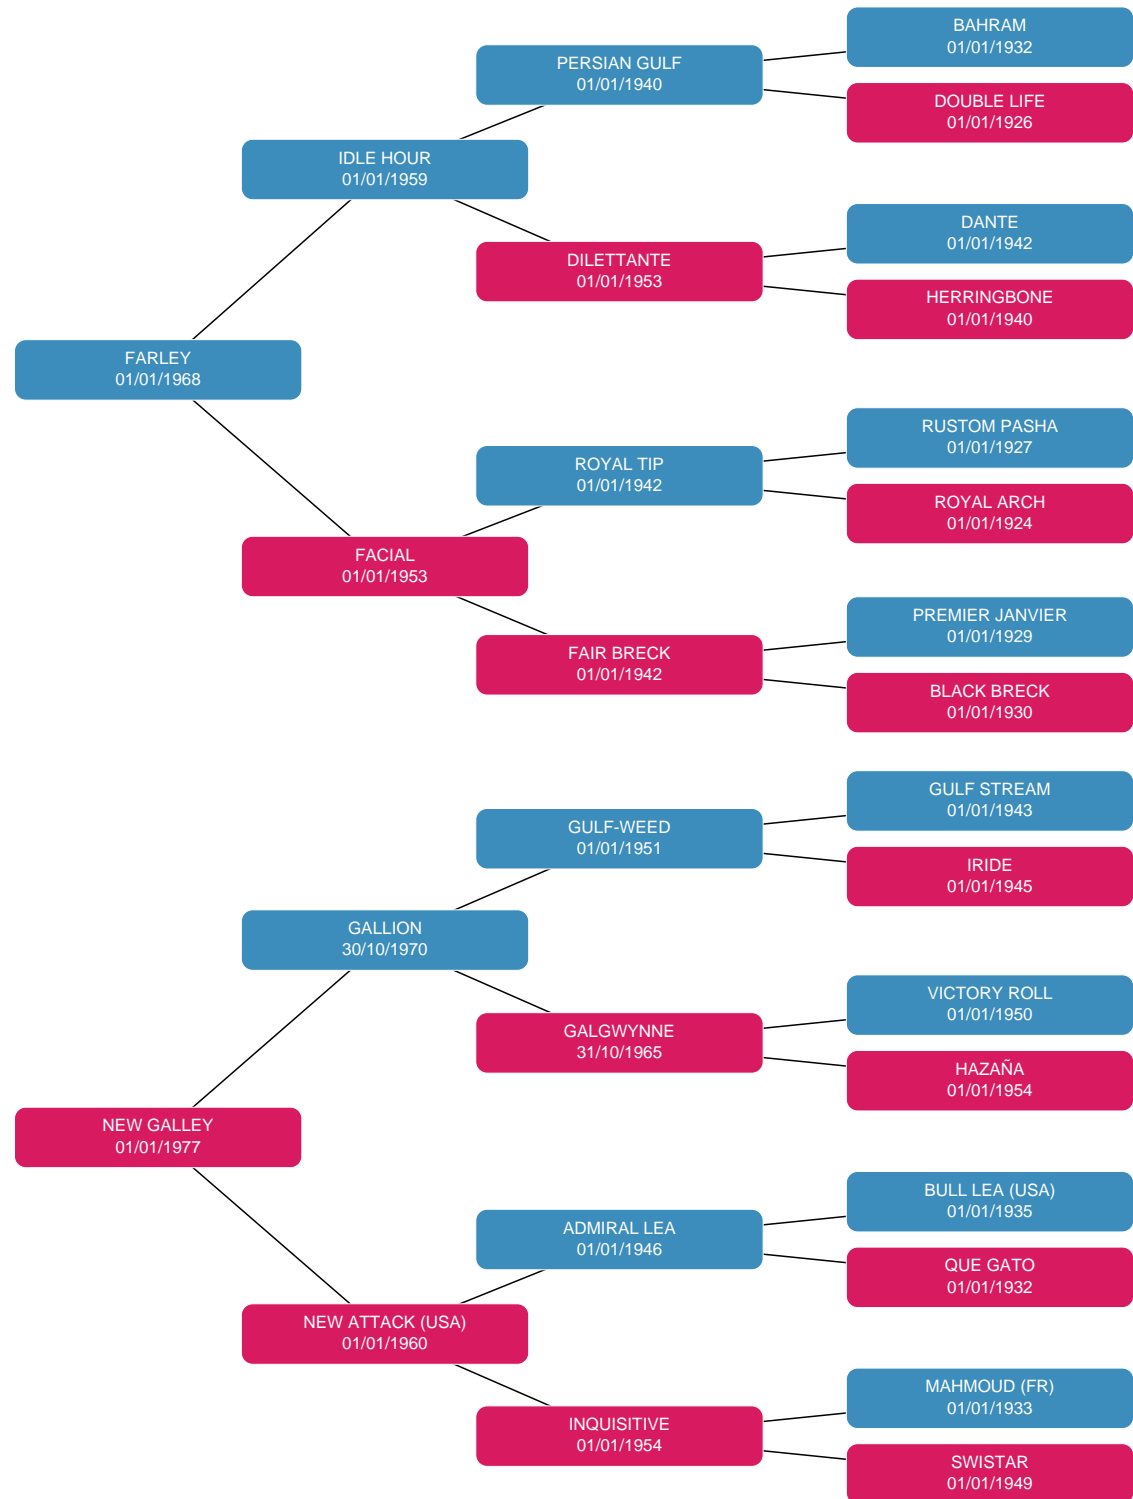 BAHRAM
01/01/1932
PERSIAN GULF
01/01/1940
DOUBLE LIFE
01/01/1926
IDLE HOUR
01/01/1959
DANTE
01/01/1942
DILETTANTE
01/01/1953
HERRINGBONE
01/01/1940
FARLEY
01/01/1968
RUSTOM PASHA
01/01/1927
ROYAL TIP
01/01/1942
ROYAL ARCH
01/01/1924
FACIAL
01/01/1953
PREMIER JANVIER
01/01/1929
FAIR BRECK
01/01/1942
BLACK BRECK
01/01/1930
GULF STREAM
01/01/1943
GULF-WEED
01/01/1951
IRIDE
01/01/1945
GALLION
30/10/1970
VICTORY ROLL
01/01/1950
GALGWYNNE
31/10/1965
HAZAÑA
01/01/1954
NEW GALLEY
01/01/1977
BULL LEA (USA)
01/01/1935
ADMIRAL LEA
01/01/1946
QUE GATO
01/01/1932
NEW ATTACK (USA)
01/01/1960
MAHMOUD (FR)
01/01/1933
INQUISITIVE
01/01/1954
SWISTAR
01/01/1949